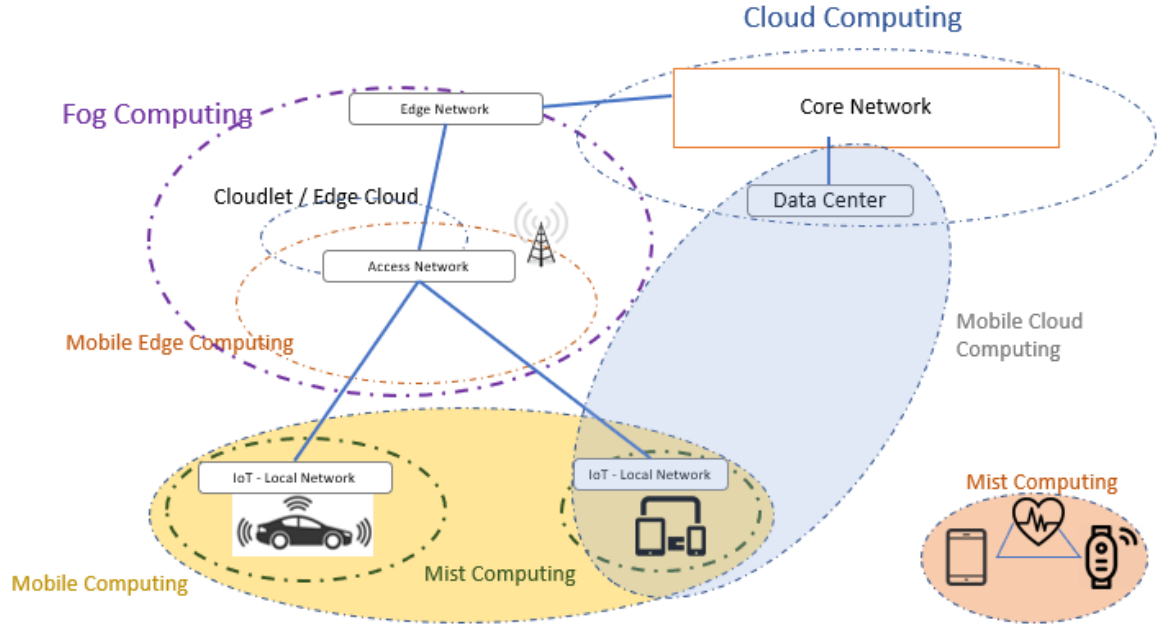 Cloud Computing
Fog Computing
Edge Network
Core Network
Cloudlet / Edge Cloud
Data Center
Access Network
Mobile Edge Computing
Mobile Cloud
Computing
IoT - Local Network
IoT - Local Network
Mist Computing
Mobile Computing
Mist Computing